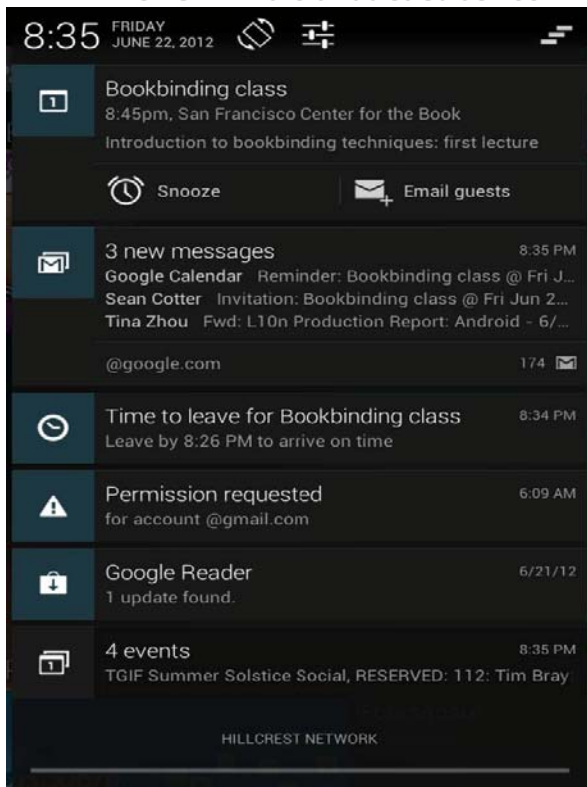 8:35 FRIDAY
JUNE 22, 2012
1
Bookbinding class
8:45pm, San Francisco Center for the Book
Introduction to bookbinding techniques: first lecture
Snooze Email guests
3 new messages 8:35 PM
Google Calendar Reminder: Bookbinding class @ Fri J...
Sean Cotter Invitation: Bookbinding class @ Fri Jun 2...
Tina Zhou Fwd: L10n Production Report: Android - 6/...
@google.com 174
Time to leave for Bookbinding class 8:34 PM
Leave by 8:26 PM to arrive on time
Permission requested 6:09 AM
for account @gmail.com
Google Reader 6/21/12
1 update found.
1
4 events 8:35 PM
TGIF Summer Solstice Social, RESERVED: 112: Tim Bray
HILLCREST NETWORK